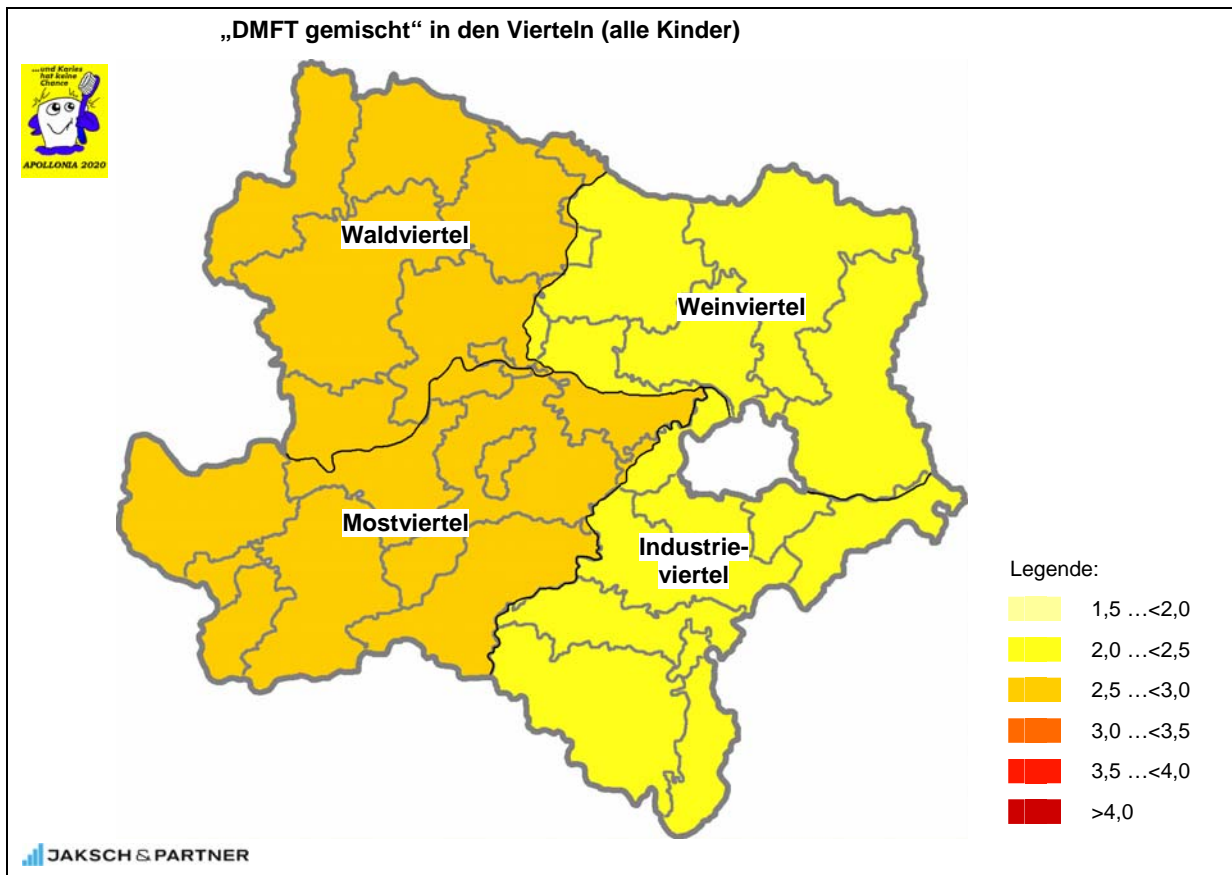 „DMFT gemischt“ in den Vierteln (alle Kinder)
...und Karies
hat keine
Chance
APOLLONIA 2020
Waldviertel
Weinviertel
Mostviertel
Industrie-
viertel
Legende:
1,5 …<2,0
2,0 …<2,5
2,5 …<3,0
3,0 …<3,5
3,5 …<4,0
>4,0
JAKSCH & PARTNER